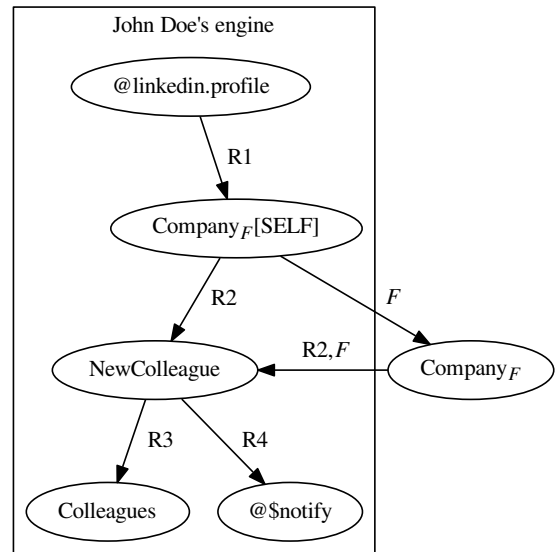 John Doe's engine
@linkedin.profile
R1
Company_F[SELF]
R2
F
NewColleague
R2,F
Company_F
R3
R4
Colleagues
@$notify